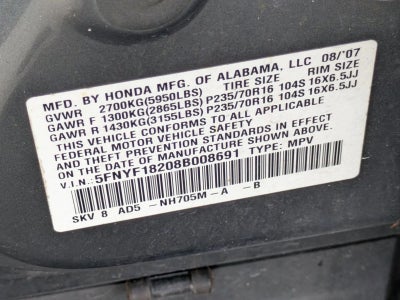 MFD. BY HONDA MFG. OF ALABAMA, LLC 08/'07
GVWR 2700KG(5950LBS) TIRE SIZE RIM SIZE
GAWR F 1300KG(2865LBS) P235/70R16 104S 16X6.5JJ
GAWR R 1430KG(3155LBS) P235/70R16 104S 16X6.5JJ
THIS VEHICLE CONFORMS TO ALL APPLICABLE
FEDERAL MOTOR VEHICLE SAFETY
AND THEFT PREVENTION STANDARDS IN EFFECT
ON THE DATE OF MANUFACTURE SHOWN ABOVE.
V.I.N.: 5FNYF18208B008691 TYPE: MPV
SKV 8 AD5 -NH705M-A -B